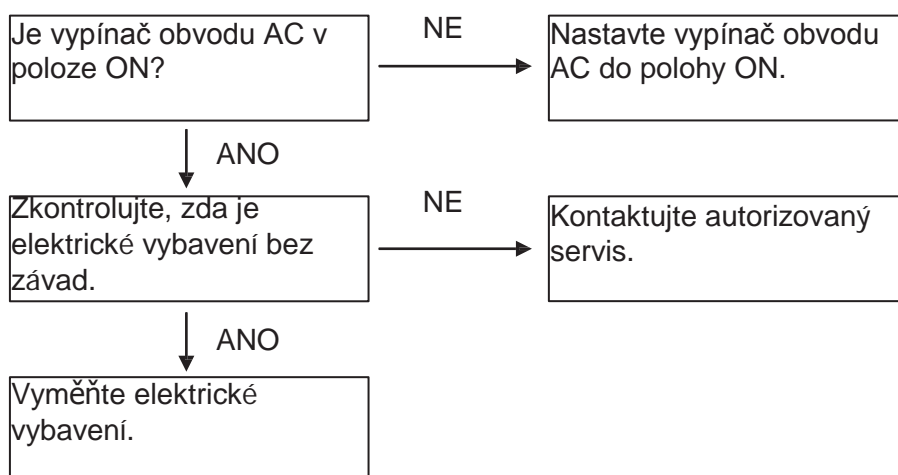 Je vypínač obvodu AC v
poloze ON?
NE
Nastavte vypínač obvodu
AC do polohy ON.
ANO
Zkontrolujte, zda je
elektrické vybavení bez
závad.
NE
Kontaktujte autorizovaný
servis.
ANO
Vyměňte elektrické
vybavení.